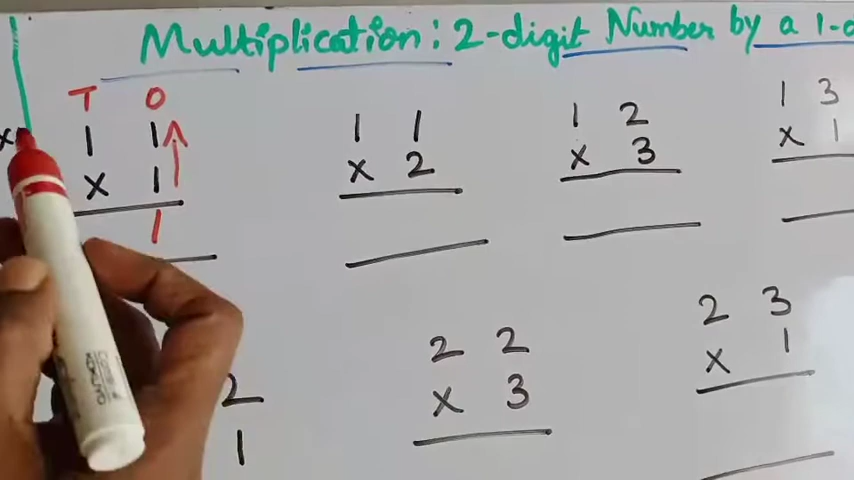 Multiplication: 2-digit Number by a 1-d
T O
1 1
x 1
1
1 1
x 2
1 2
x 3
1 3
x 1
x
2
1
2 2
x 3
2 3
x 1